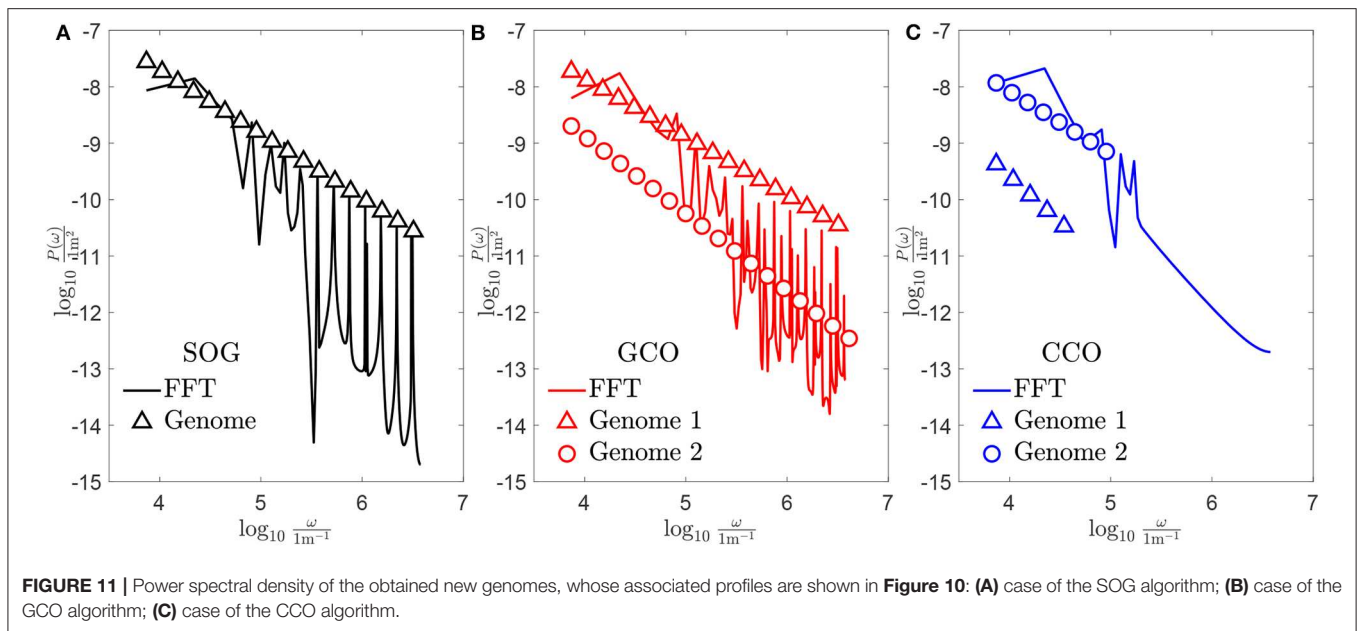 A
-7
-8
-9
-10
-11
-12
-13
-14
-15
log₁₀ P(ω)/1m²
SOG
FFT
Genome
4 5 6 7
log₁₀ ω/1m⁻¹
B
-7
-8
-9
-10
-11
-12
-13
-14
-15
log₁₀ P(ω)/1m²
GCO
FFT
Genome 1
Genome 2
4 5 6 7
log₁₀ ω/1m⁻¹
C
-7
-8
-9
-10
-11
-12
-13
-14
-15
log₁₀ P(ω)/1m²
CCO
FFT
Genome 1
Genome 2
4 5 6 7
log₁₀ ω/1m⁻¹
FIGURE 11 | Power spectral density of the obtained new genomes, whose associated profiles are shown in Figure 10: (A) case of the SOG algorithm; (B) case of the
GCO algorithm; (C) case of the CCO algorithm.